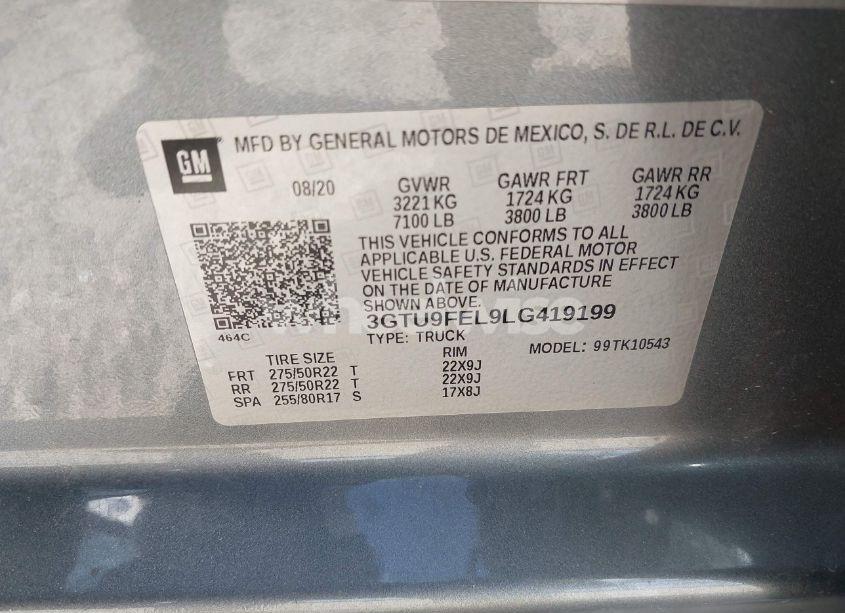 GM
MFD BY GENERAL MOTORS DE MEXICO, S. DE R.L. DE C.V.
08/20 GVWR GAWR FRT GAWR RR
3221 KG 1724 KG 1724 KG
7100 LB 3800 LB 3800 LB
THIS VEHICLE CONFORMS TO ALL
APPLICABLE U.S. FEDERAL MOTOR
VEHICLE SAFETY STANDARDS IN EFFECT
ON THE DATE OF MANUFACTURE
SHOWN ABOVE.
3GTU9FEL9LG419199
464C
TYPE: TRUCK MODEL: 99TK10543
TIRE SIZE RIM
FRT 275/50R22 T 22X9J
RR 275/50R22 T 22X9J
SPA 255/80R17 S 17X8J